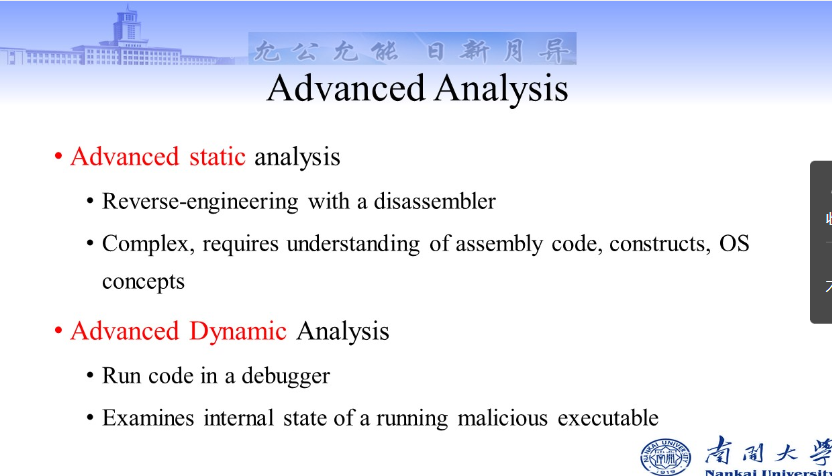 允公允能 日新月异
Advanced Analysis
• Advanced static analysis
• Reverse-engineering with a disassembler
• Complex, requires understanding of assembly code, constructs, OS
concepts
• Advanced Dynamic Analysis
• Run code in a debugger
• Examines internal state of a running malicious executable
南開大學
Nankai University